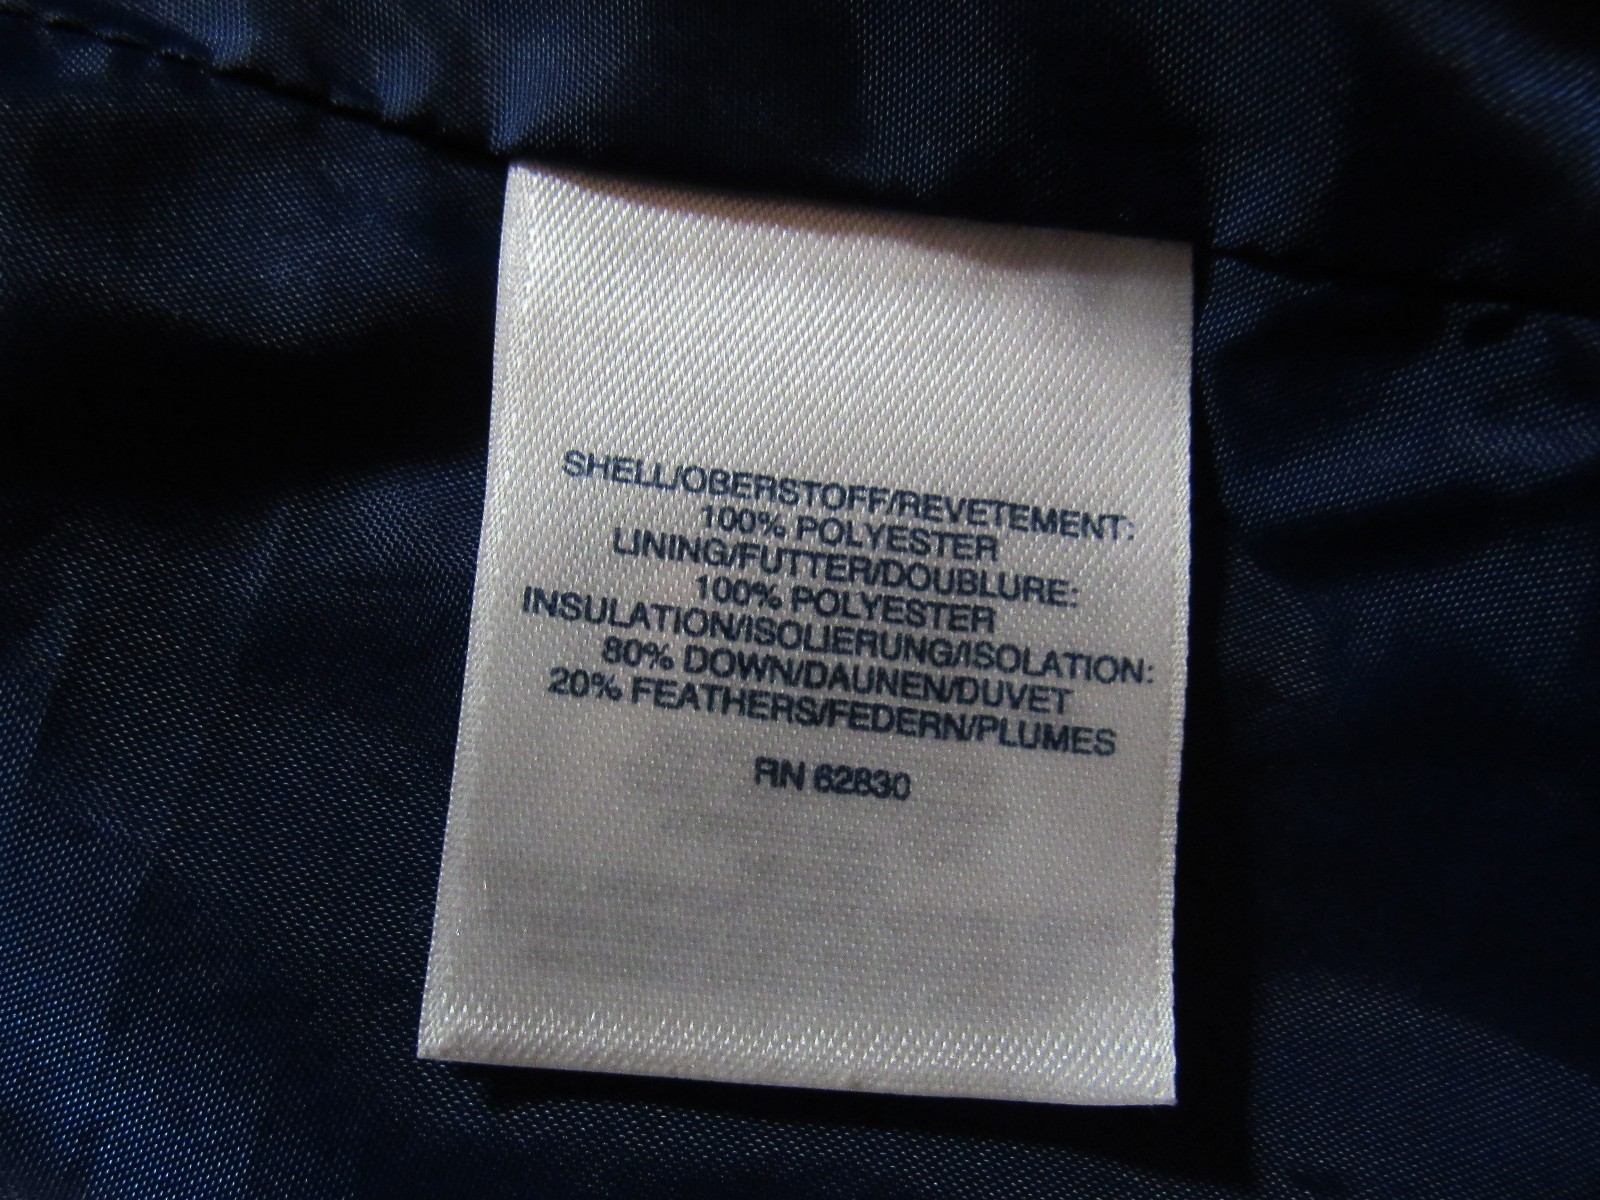 SHELL/OBERSTOFF/REVETEMENT:
100% POLYESTER
LINING/FUTTER/DOUBLURE:
100% POLYESTER
INSULATION/ISOLIERUNG/ISOLATION:
80% DOWN/DAUNEN/DUVET
20% FEATHERS/FEDERN/PLUMES
RN 62830